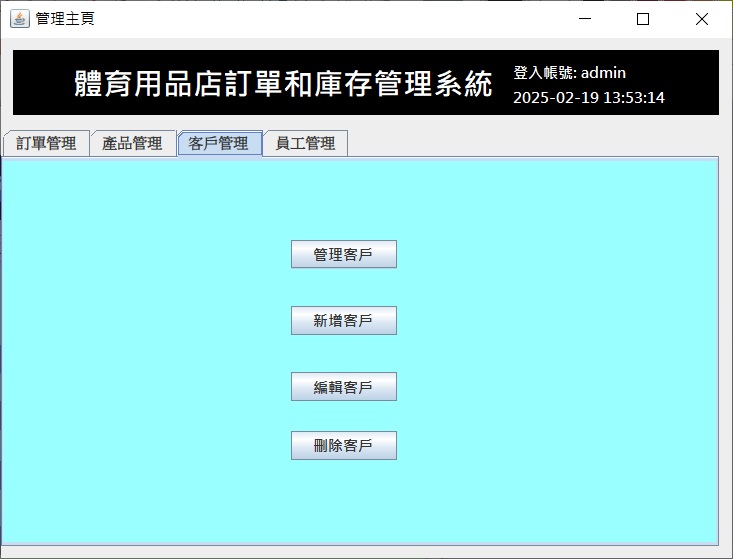 管理主頁
體育用品店訂單和庫存管理系統
登入帳號: admin
2025-02-19 13:53:14
訂單管理 產品管理 客戶管理 員工管理
管理客戶
新增客戶
編輯客戶
刪除客戶